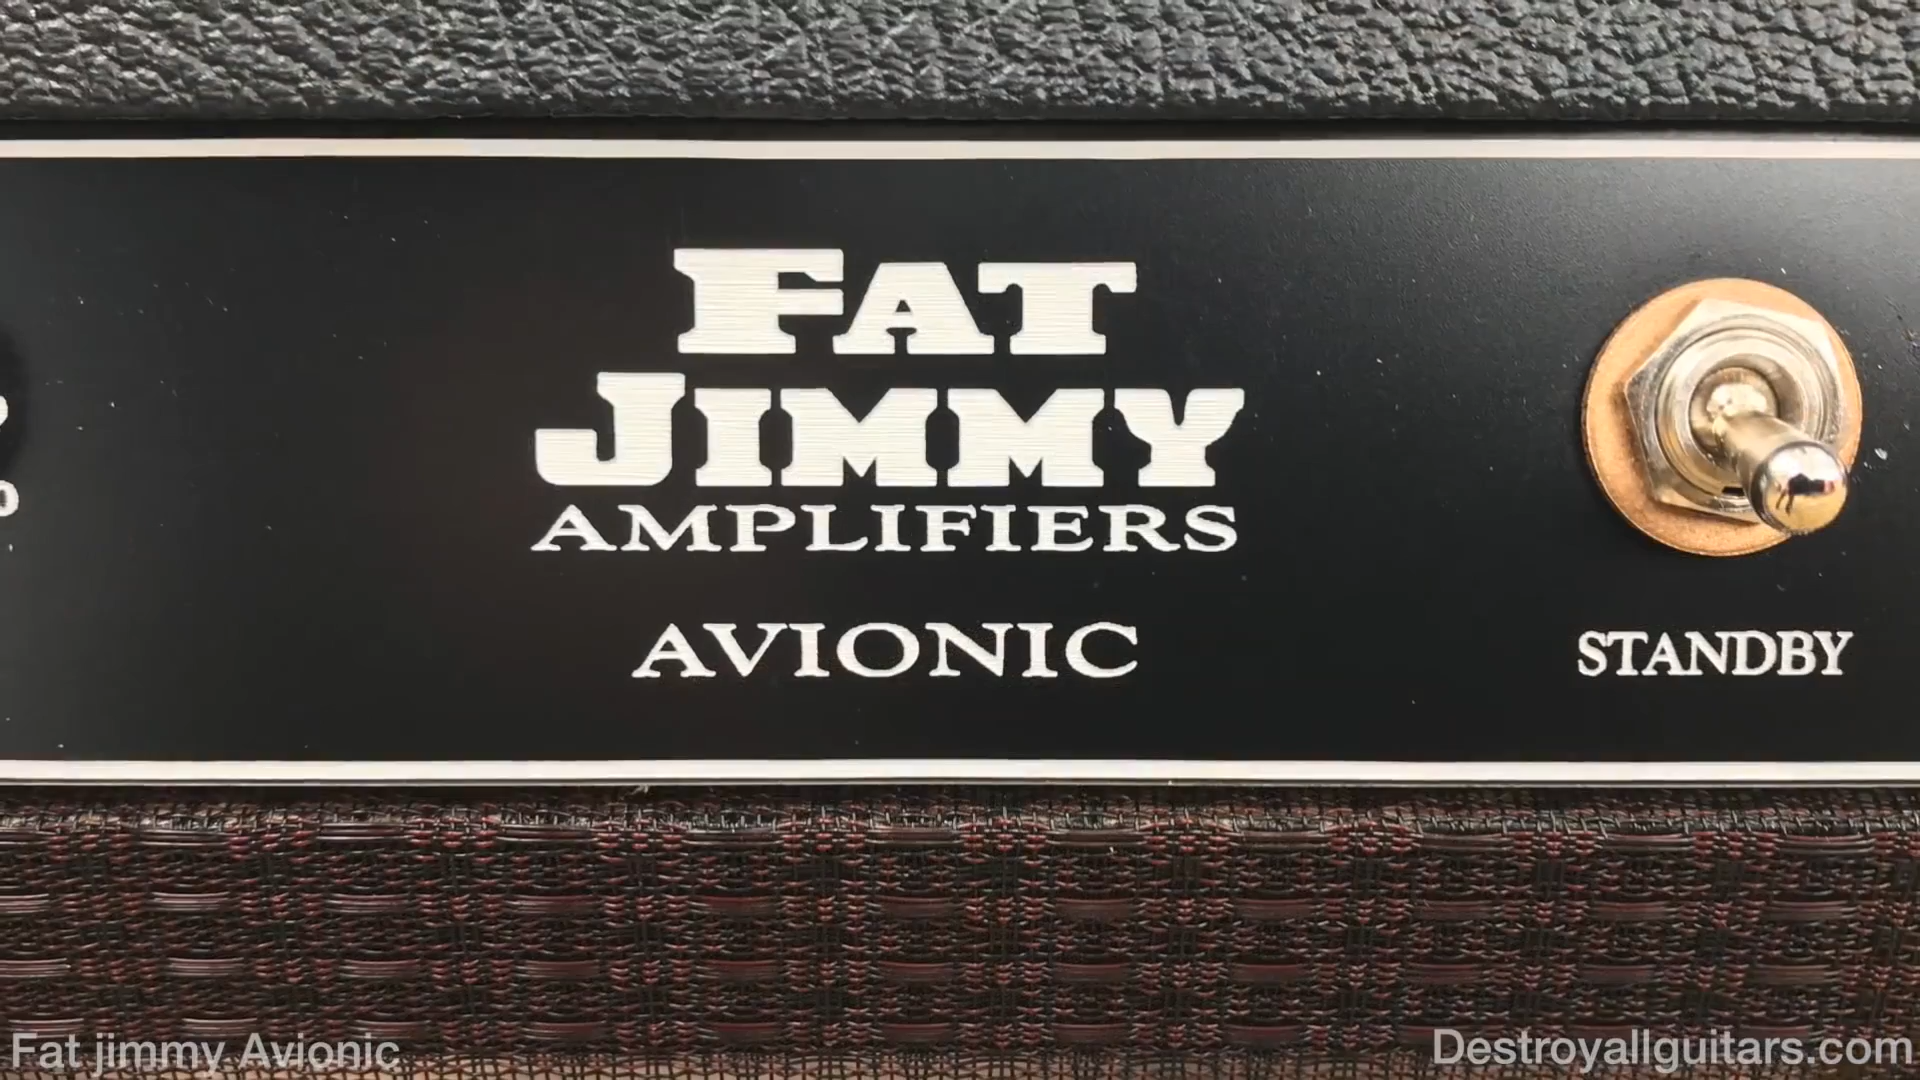 FAT
JIMMY
AMPLIFIERS
AVIONIC
STANDBY
Fat jimmy Avionic
Destroyallguitars.com